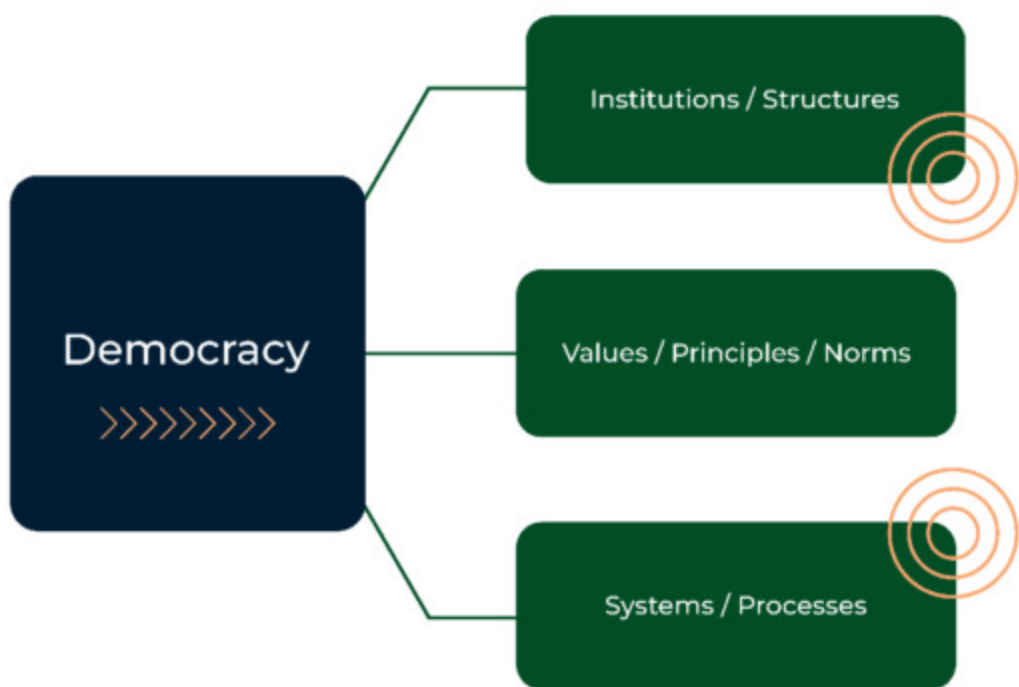 Democracy
Institutions / Structures
Values / Principles / Norms
Systems / Processes